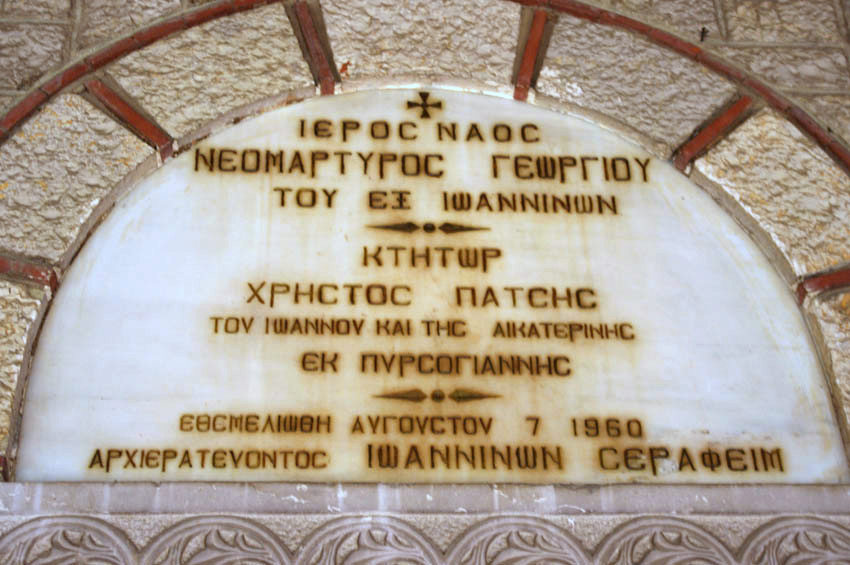 ΙΕΡΟΣ ΝΑΟΣ
ΝΕΟΜΑΡΤΥΡΟΣ ΓΕΩΡΓΙΟΥ
ΤΟΥ ΕΞ ΙΩΑΝΝΙΝΩΝ
ΚΤΗΤΩΡ
ΧΡΗΣΤΟΣ ΠΑΤΣΗΣ
ΤΟΥ ΙΩΑΝΝΟΥ ΚΑΙ ΤΗΣ ΑΙΚΑΤΕΡΙΝΗΣ
ΕΚ ΠΥΡΣΟΓΙΑΝΝΗΣ
ΕΘΕΜΕΛΙΩΘΗ ΑΥΓΟΥΣΤΟΥ 7 1960
ΑΡΧΙΕΡΑΤΕΥΟΝΤΟΣ ΙΩΑΝΝΙΝΩΝ ΣΕΡΑΦΕΙΜ